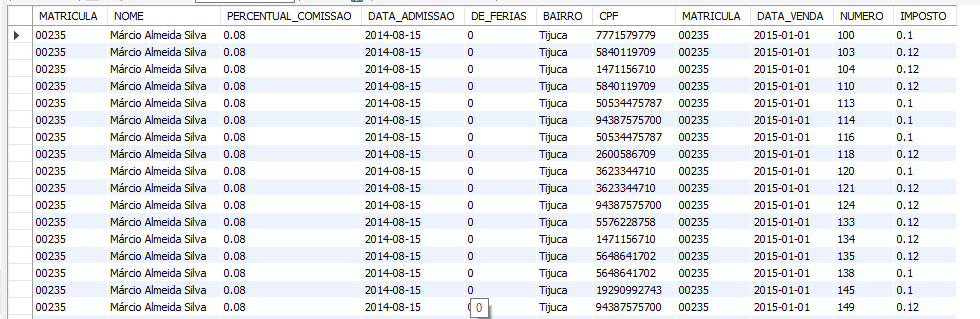 MATRICULA NOME PERCENTUAL_COMISSAO DATA_ADMISSAO DE_FERIAS BAIRRO CPF MATRICULA DATA_VENDA NUMERO IMPOSTO
00235 Márcio Almeida Silva 0.08 2014-08-15 0 Tijuca 7771579779 00235 2015-01-01 100 0.1
00235 Márcio Almeida Silva 0.08 2014-08-15 0 Tijuca 5840119709 00235 2015-01-01 103 0.12
00235 Márcio Almeida Silva 0.08 2014-08-15 0 Tijuca 1471156710 00235 2015-01-01 104 0.12
00235 Márcio Almeida Silva 0.08 2014-08-15 0 Tijuca 5840119709 00235 2015-01-01 110 0.12
00235 Márcio Almeida Silva 0.08 2014-08-15 0 Tijuca 50534475787 00235 2015-01-01 113 0.1
00235 Márcio Almeida Silva 0.08 2014-08-15 0 Tijuca 94387575700 00235 2015-01-01 114 0.1
00235 Márcio Almeida Silva 0.08 2014-08-15 0 Tijuca 50534475787 00235 2015-01-01 116 0.1
00235 Márcio Almeida Silva 0.08 2014-08-15 0 Tijuca 2600586709 00235 2015-01-01 118 0.12
00235 Márcio Almeida Silva 0.08 2014-08-15 0 Tijuca 3623344710 00235 2015-01-01 120 0.1
00235 Márcio Almeida Silva 0.08 2014-08-15 0 Tijuca 3623344710 00235 2015-01-01 121 0.12
00235 Márcio Almeida Silva 0.08 2014-08-15 0 Tijuca 94387575700 00235 2015-01-01 124 0.12
00235 Márcio Almeida Silva 0.08 2014-08-15 0 Tijuca 5576228758 00235 2015-01-01 133 0.12
00235 Márcio Almeida Silva 0.08 2014-08-15 0 Tijuca 1471156710 00235 2015-01-01 134 0.12
00235 Márcio Almeida Silva 0.08 2014-08-15 0 Tijuca 5648641702 00235 2015-01-01 135 0.12
00235 Márcio Almeida Silva 0.08 2014-08-15 0 Tijuca 5648641702 00235 2015-01-01 138 0.1
00235 Márcio Almeida Silva 0.08 2014-08-15 0 Tijuca 19290992743 00235 2015-01-01 145 0.1
00235 Márcio Almeida Silva 0.08 2014-08-15 0 Tijuca 94387575700 00235 2015-01-01 149 0.12
0